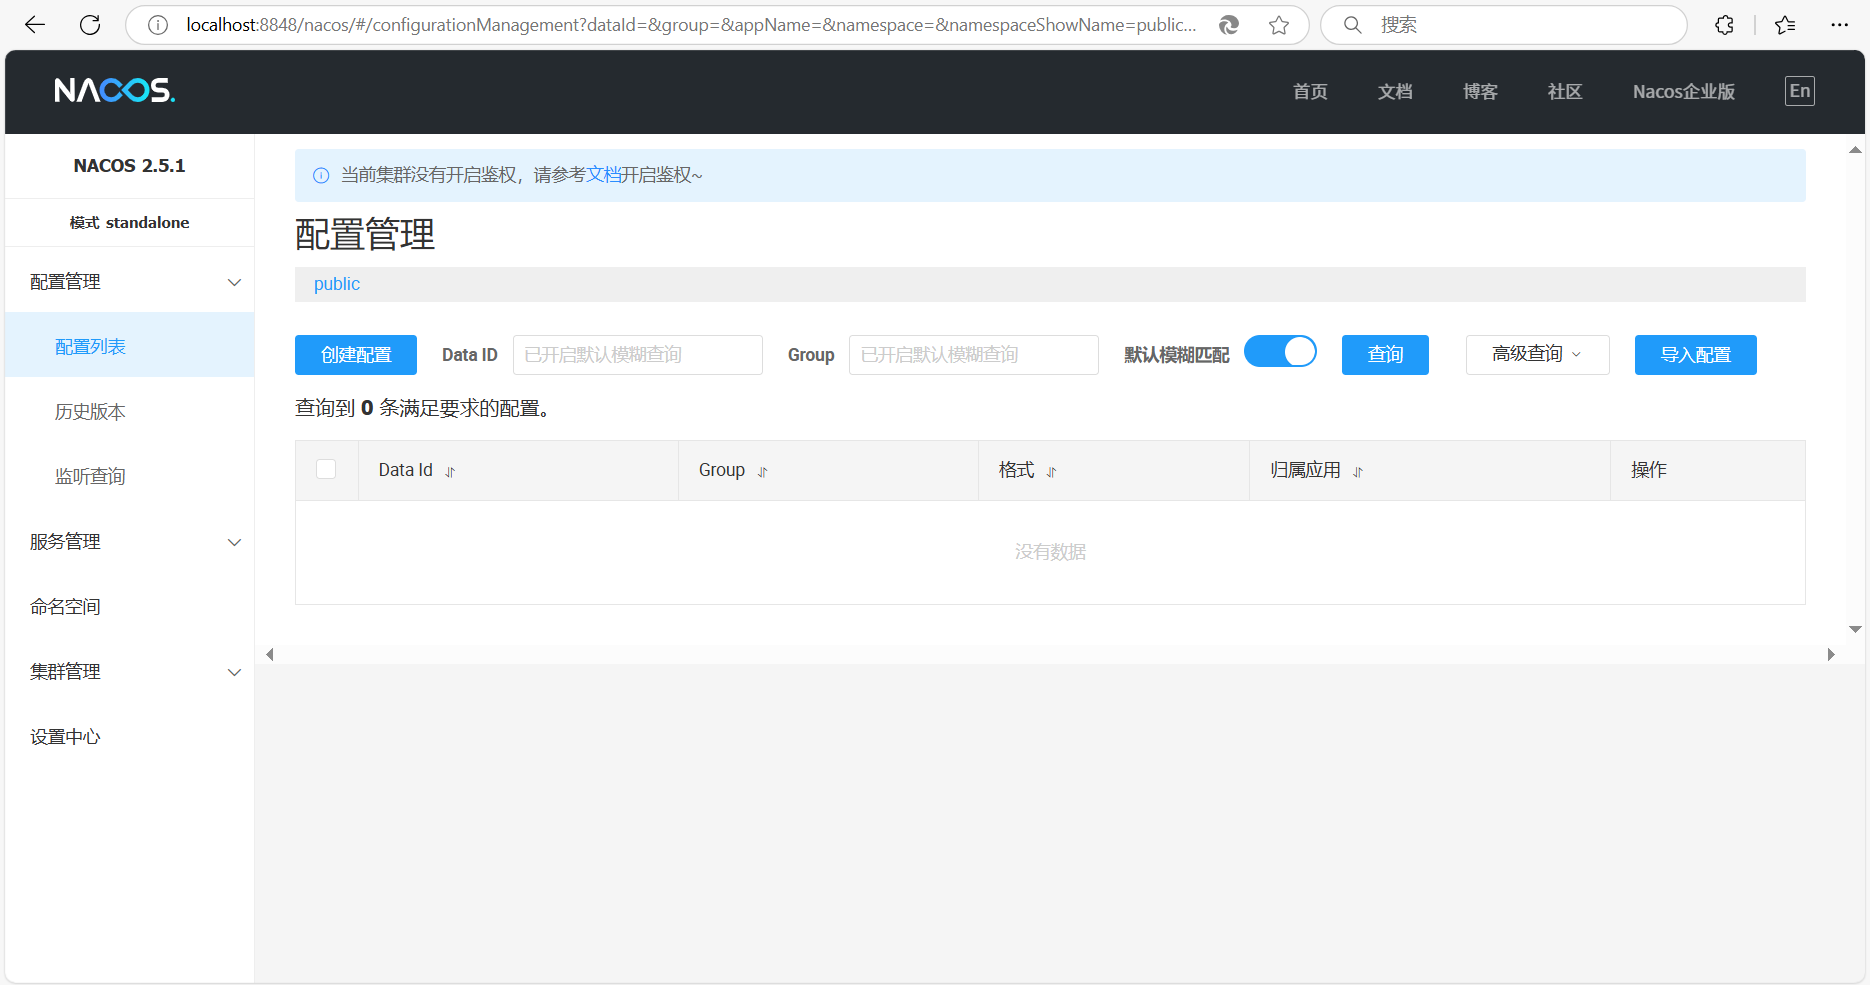 localhost:8848/nacos/#/configurationManagement?dataId=&group=&appName=&namespace=&namespaceShowName=public...
搜索
NACOS.
首页
文档
博客
社区
Nacos企业版
En
NACOS 2.5.1
模式 standalone
配置管理
配置列表
历史版本
监听查询
服务管理
命名空间
集群管理
设置中心
当前集群没有开启鉴权，请参考文档开启鉴权~
配置管理
public
创建配置
Data ID
已开启默认模糊查询
Group
已开启默认模糊查询
默认模糊匹配
查询
高级查询
导入配置
查询到 0 条满足要求的配置。
Data Id
Group
格式
归属应用
操作
没有数据